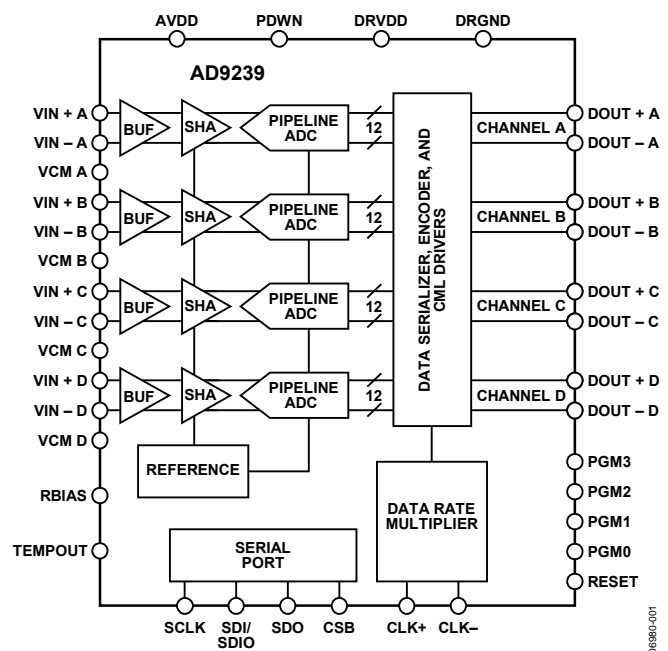 AVDD PDWN DRVDD DRGND
AD9239
VIN + A BUF SHA PIPELINE ADC 12 CHANNEL A DOUT + A
VIN – A DOUT – A
VCM A
VIN + B BUF SHA PIPELINE ADC 12 CHANNEL B DOUT + B
VIN – B DOUT – B
VCM B
VIN + C BUF SHA PIPELINE ADC 12 CHANNEL C DOUT + C
VIN – C DOUT – C
VCM C
VIN + D BUF SHA PIPELINE ADC 12 CHANNEL D DOUT + D
VIN – D DOUT – D
VCM D
DATA SERIALIZER, ENCODER, AND
CML DRIVERS
REFERENCE
RBIAS
TEMPOUT
SERIAL
PORT
DATA RATE
MULTIPLIER
PGM3
PGM2
PGM1
PGM0
RESET
SCLK SDI/
SDIO SDO CSB CLK+ CLK–
06980-001